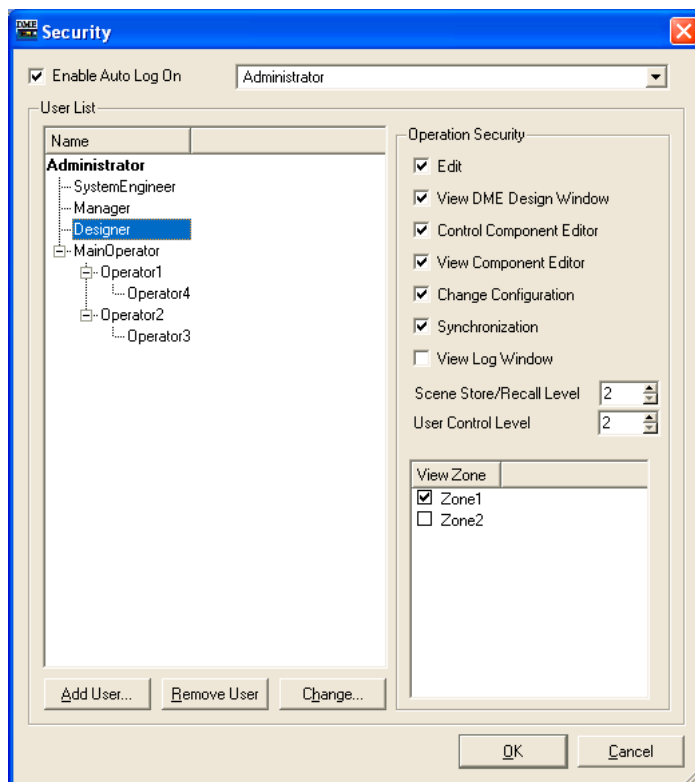 DME
Security
Enable Auto Log On
Administrator
User List
Name
Administrator
SystemEngineer
Manager
Designer
MainOperator
Operator1
Operator4
Operator2
Operator3
Operation Security
Edit
View DME Design Window
Control Component Editor
View Component Editor
Change Configuration
Synchronization
View Log Window
Scene Store/Recall Level 2
User Control Level 2
View Zone
Zone1
Zone2
Add User... Remove User Change...
OK Cancel